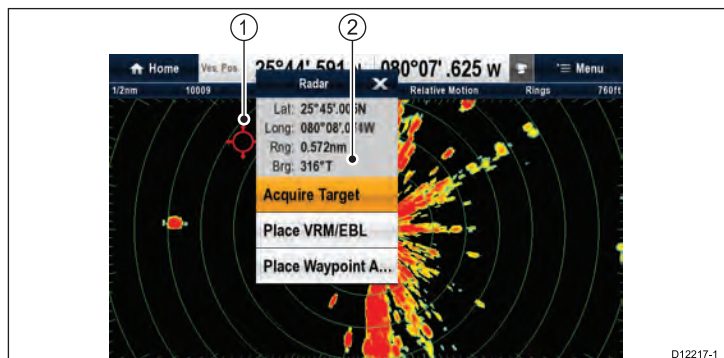 1 2
Home Ves. Pos. 25°44'.591 N 080°07'.625 W Menu
Radar
1/2nm 10009 Relative Motion Rings 760ft
Lat: 25°45'.005N
Long: 080°08'. W
Rng: 0.572nm
Brg: 316°T
Acquire Target
Place VRM/EBL
Place Waypoint A...
D12217-1